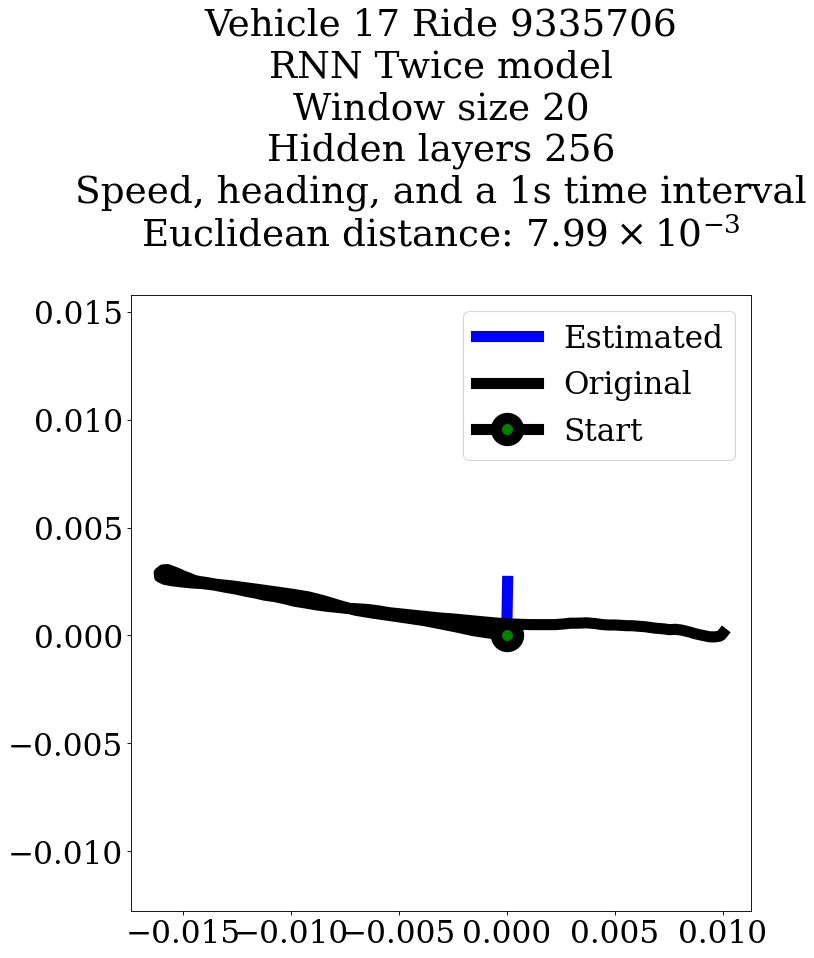 Vehicle 17 Ride 9335706
RNN Twice model
Window size 20
Hidden layers 256
Speed, heading, and a 1s time interval
Euclidean distance: 7.99 × 10⁻³
Estimated
Original
Start
0.015
0.010
0.005
0.000
−0.005
−0.010
−0.015 −0.010 −0.005 0.000 0.005 0.010